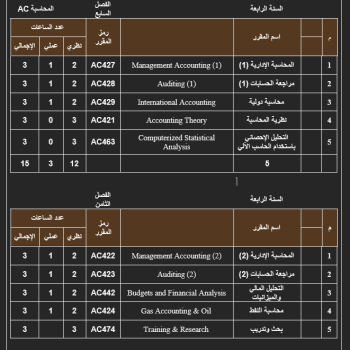 السنة الرابعة الفصل السابع المحاسبة AC
م اسم المقرر رمز المقرر عدد الساعات
نظري عملي الإجمالي
1 المحاسبة الإدارية (1) Management Accounting (1) AC427 2 1 3
2 مراجعة الحسابات (1) Auditing (1) AC428 2 1 3
3 محاسبة دولية International Accounting AC429 2 1 3
4 نظرية المحاسبة Accounting Theory AC421 3 0 3
5 التحليل الإحصائي باستخدام الحاسب الآلي Computerized Statistical Analysis AC463 3 0 3
5 12 3 15
السنة الرابعة الفصل الثامن
م اسم المقرر رمز المقرر عدد الساعات
نظري عملي الإجمالي
1 المحاسبة الإدارية (2) Management Accounting (2) AC422 2 1 3
2 مراجعة الحسابات (2) Auditing (2) AC423 2 1 3
3 التحليل المالي والميزانيات Budgets and Financial Analysis AC442 2 1 3
4 محاسبة النفط Gas Accounting & Oil AC424 2 1 3
5 بحث وتدريب Training & Research AC474 3 3